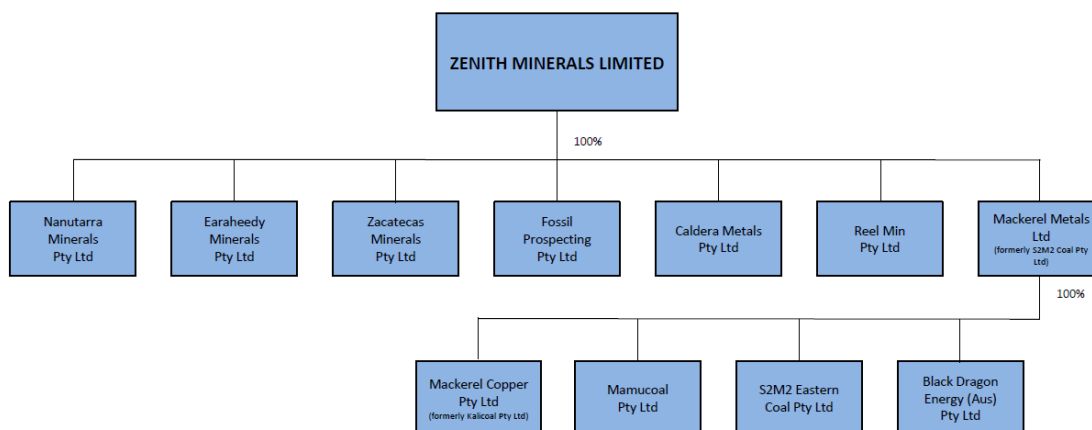 ZENITH MINERALS LIMITED
100%
Nanutarra
Minerals
Pty Ltd
Earaheedy
Minerals
Pty Ltd
Zacatecas
Minerals
Pty Ltd
Fossil
Prospecting
Pty Ltd
Caldera Metals
Pty Ltd
Reel Min
Pty Ltd
Mackerel Metals
Ltd
(formerly S2M2 Coal Pty
Ltd)
100%
Mackerel Copper
Pty Ltd
(formerly Kalicoal Pty Ltd)
Mamucoal
Pty Ltd
S2M2 Eastern
Coal Pty Ltd
Black Dragon
Energy (Aus)
Pty Ltd